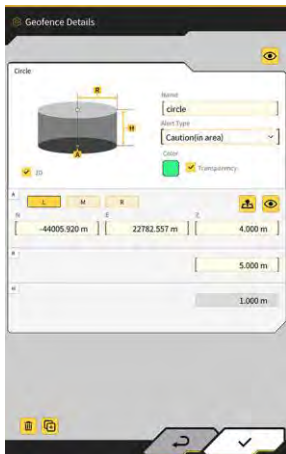 Geofence Details
Circle
R
H
A
2D
Name
circle
Alert Type
Caution(in area)
Color
Transparency
A
L M R
N E Z
-44005.920 m 22782.557 m 4.000 m
R
5.000 m
H
1.000 m